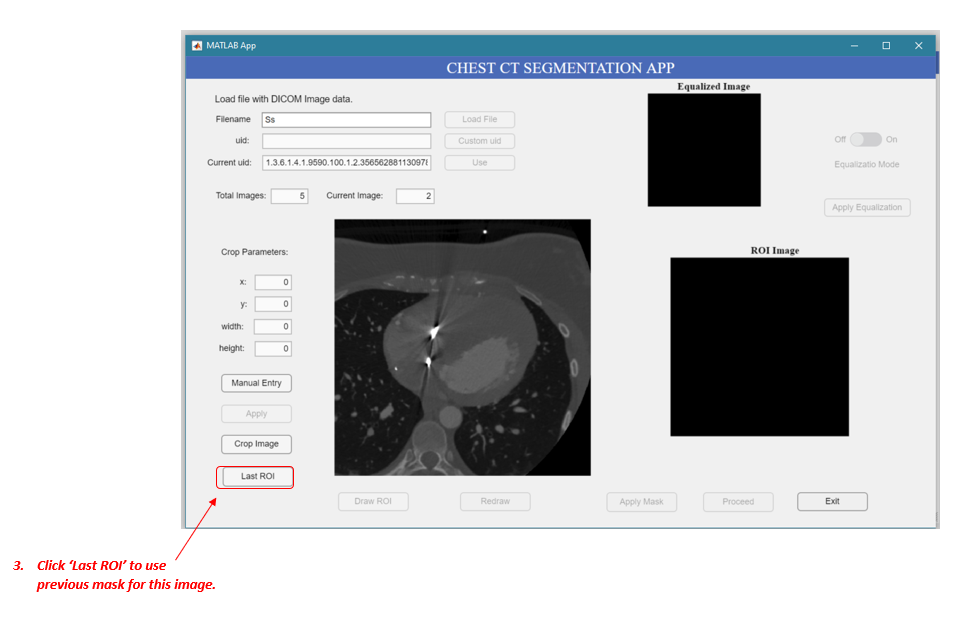 MATLAB App
CHEST CT SEGMENTATION APP
Load file with DICOM Image data.
Filename Ss Load File
uid: Custom uid
Current uid: 1.3.6.1.4.1.9590.100.1.2.35656288113097( Use
Total Images: 5 Current Image: 2
Equalized Image
Off On
Equalizatio Mode
Apply Equalization
Crop Parameters:
x: 0
y: 0
width: 0
height: 0
Manual Entry
Apply
Crop Image
Last ROI
ROI Image
Draw ROI Redraw Apply Mask Proceed Exit
3. Click ‘Last ROI’ to use
previous mask for this image.